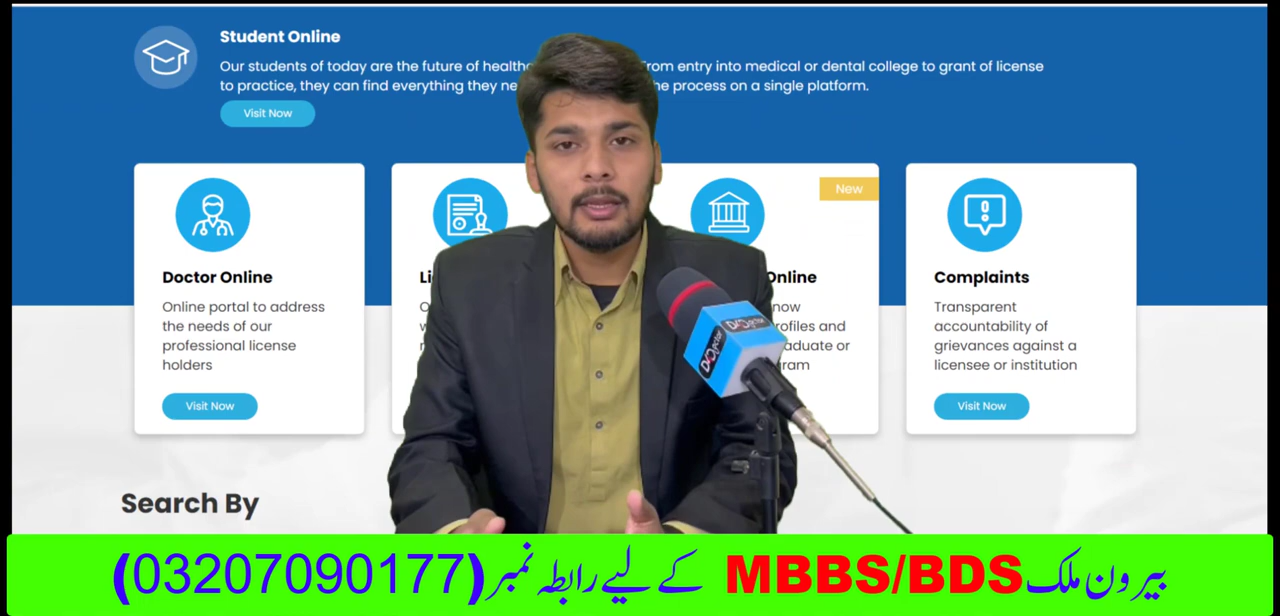 Student Online
Our students of today are the future of healthc
rom entry into medical or dental college to grant of license
to practice, they can find everything they ne
he process on a single platform.
Visit Now
Doctor Online
Online portal to address
the needs of our
professional license
holders
Visit Now
New
Online
now
rofiles and
aduate or
gram
Complaints
Transparent
accountability of
grievances against a
licensee or institution
Visit Now
Search By
بیرون ملک MBBS/BDS کے لیے رابطہ نمبر (03207090177)